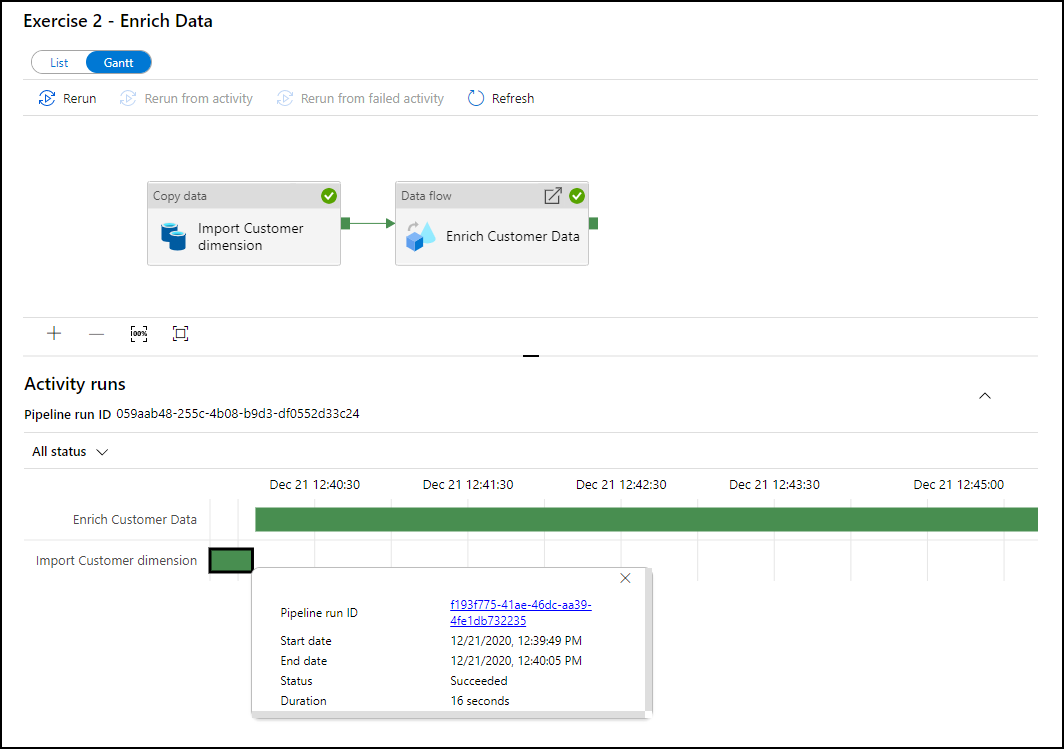 Exercise 2 - Enrich Data
List Gantt
Rerun Rerun from activity Rerun from failed activity Refresh
Copy data
Import Customer
dimension
Data flow
Enrich Customer Data
100%
Activity runs
Pipeline run ID 059aab48-255c-4b08-b9d3-df0552d33c24
All status
Dec 21 12:40:30 Dec 21 12:41:30 Dec 21 12:42:30 Dec 21 12:43:30 Dec 21 12:45:00
Enrich Customer Data
Import Customer dimension
Pipeline run ID f193f775-41ae-46dc-aa39-
4fe1db732235
Start date 12/21/2020, 12:39:49 PM
End date 12/21/2020, 12:40:05 PM
Status Succeeded
Duration 16 seconds